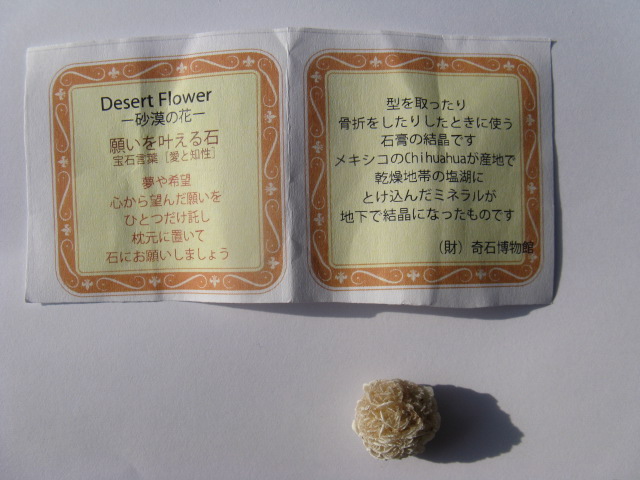 Desert Flower
－砂漠の花－
願いを叶える石
宝石言葉［愛と知性］
夢や希望
心から望んだ願いを
ひとつだけ託し
枕元に置いて
石にお願いしましょう
型を取ったり
骨折をしたりしたときに使う
石膏の結晶です
メキシコのChihuahuaが産地で
乾燥地帯の塩湖に
とけ込んだミネラルが
地下で結晶になったものです
（財）奇石博物館